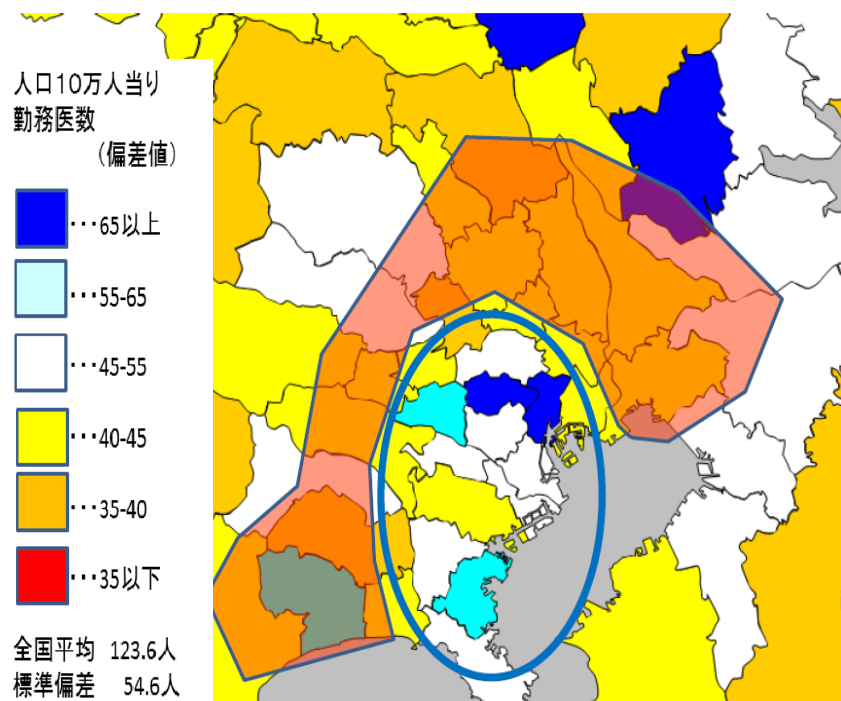 人口10万人当り
勤務医数
(偏差値)
･･･65以上
･･･55-65
･･･45-55
･･･40-45
･･･35-40
･･･35以下
全国平均 123.6人
標準偏差 54.6人